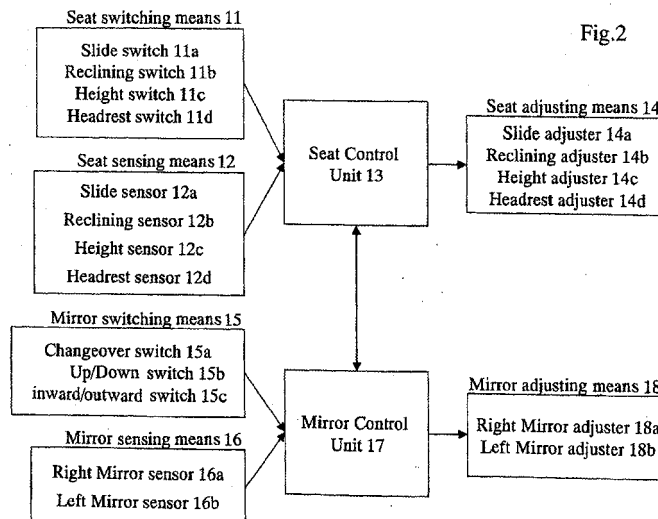 Fig.2
Seat switching means 11
Slide switch 11a
Reclining switch 11b
Height switch 11c
Headrest switch 11d
Seat sensing means 12
Slide sensor 12a
Reclining sensor 12b
Height sensor 12c
Headrest sensor 12d
Seat Control
Unit 13
Seat adjusting means 14
Slide adjuster 14a
Reclining adjuster 14b
Height adjuster 14c
Headrest adjuster 14d
Mirror switching means 15
Changeover switch 15a
Up/Down switch 15b
inward/outward switch 15c
Mirror sensing means 16
Right Mirror sensor 16a
Left Mirror sensor 16b
Mirror Control
Unit 17
Mirror adjusting means 18
Right Mirror adjuster 18a
Left Mirror adjuster 18b